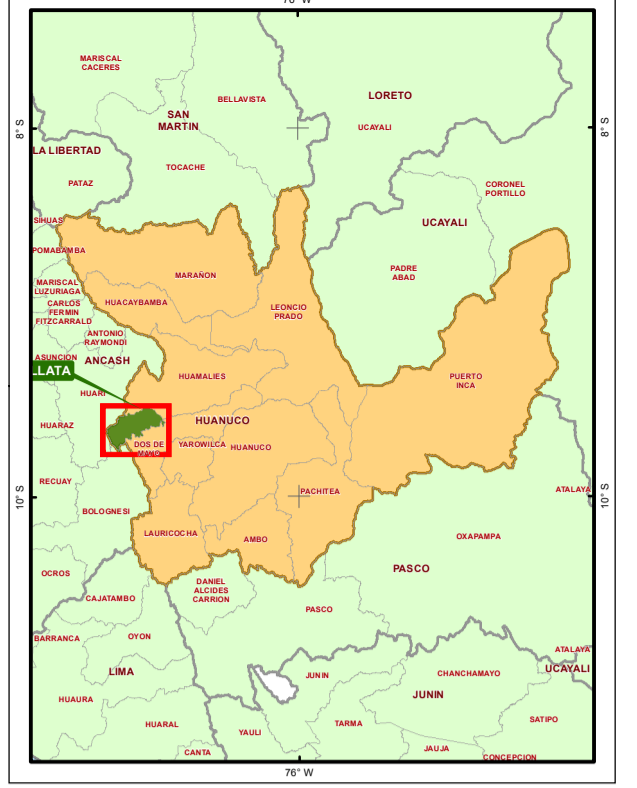 76° W
MARISCAL
CACERES
BELLAVISTA
LORETO
SAN
MARTIN
UCAYALI
8° S
8° S
LA LIBERTAD
TOCACHE
PATAZ
CORONEL
PORTILLO
SIHUAS
UCAYALI
POMABAMBA
PADRE
ABAD
MARAÑON
MARISCAL
LUZURIAGA
HUACAYBAMBA
CARLOS
FERMIN
FITZCARRALD
LEONCIO
PRADO
ANTONIO
RAYMONDI
ASUNCION
ANCASH
LLATA
HUAMALIES
PUERTO
INCA
HUARI
HUANUCO
HUARAZ
DOS DE
MAYO
YAROWILCA
HUANUCO
RECUAY
PACHITEA
ATALAYA
10° S
10° S
BOLOGNESI
LAURICOCHA
AMBO
OXAPAMPA
PASCO
OCROS
DANIEL
ALCIDES
CARRION
CAJATAMBO
PASCO
BARRANCA
OYON
ATALAYA
UCAYALI
LIMA
JUNIN
CHANCHAMAYO
JUNIN
HUAURA
HUARAL
SATIPO
YAULI
TARMA
CANTA
JAUJA
CONCEPCION
76° W